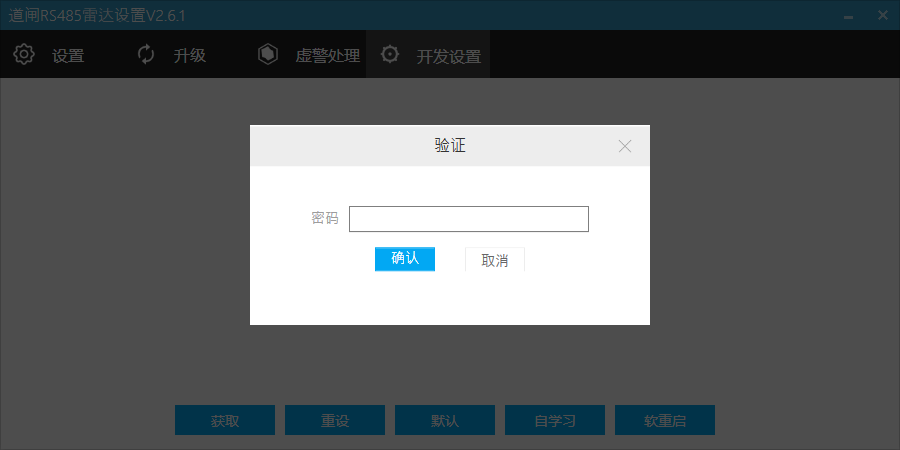 道闸RS485雷达设置V2.6.1
设置 升级 虚警处理 开发设置
验证
密码
确认 取消
获取 重设 默认 自学习 软重启